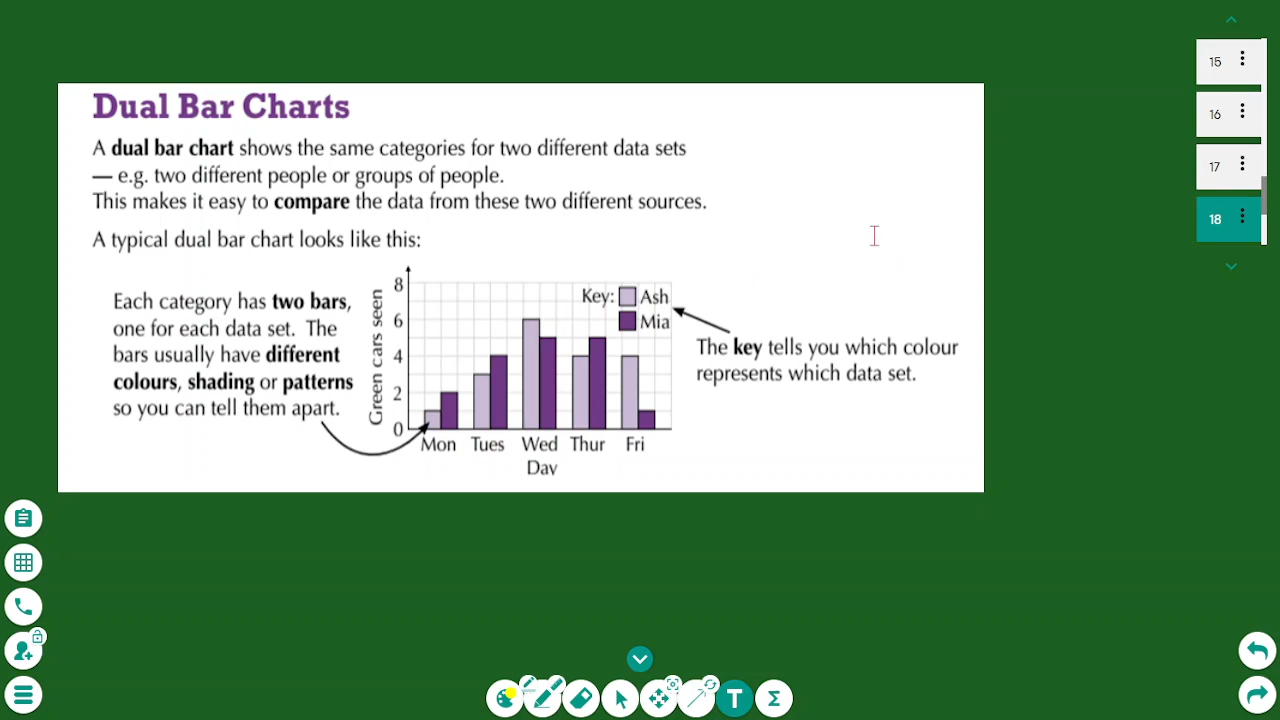 Dual Bar Charts
A dual bar chart shows the same categories for two different data sets
— e.g. two different people or groups of people.
This makes it easy to compare the data from these two different sources.
A typical dual bar chart looks like this:
Each category has two bars,
one for each data set. The
bars usually have different
colours, shading or patterns
so you can tell them apart.
Green cars seen
8
6
4
2
0
Key: Ash
Mia
Mon Tues Wed Thur Fri
Day
The key tells you which colour
represents which data set.
15
16
17
18
T
Σ